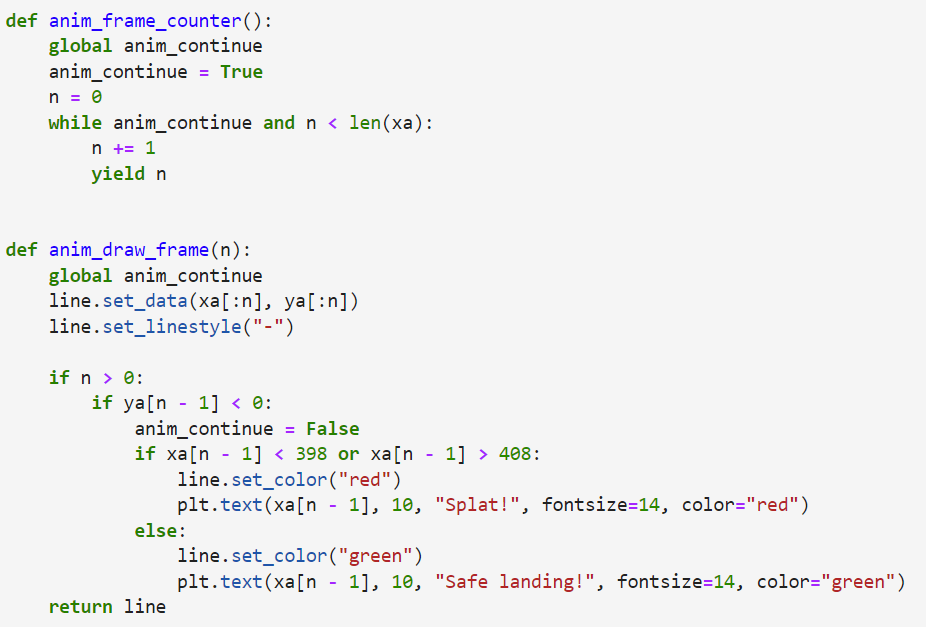 def anim_frame_counter():
    global anim_continue
    anim_continue = True
    n = 0
    while anim_continue and n < len(xa):
        n += 1
        yield n


def anim_draw_frame(n):
    global anim_continue
    line.set_data(xa[:n], ya[:n])
    line.set_linestyle("-")

    if n > 0:
        if ya[n - 1] < 0:
            anim_continue = False
            if xa[n - 1] < 398 or xa[n - 1] > 408:
                line.set_color("red")
                plt.text(xa[n - 1], 10, "Splat!", fontsize=14, color="red")
            else:
                line.set_color("green")
                plt.text(xa[n - 1], 10, "Safe landing!", fontsize=14, color="green")
    return line